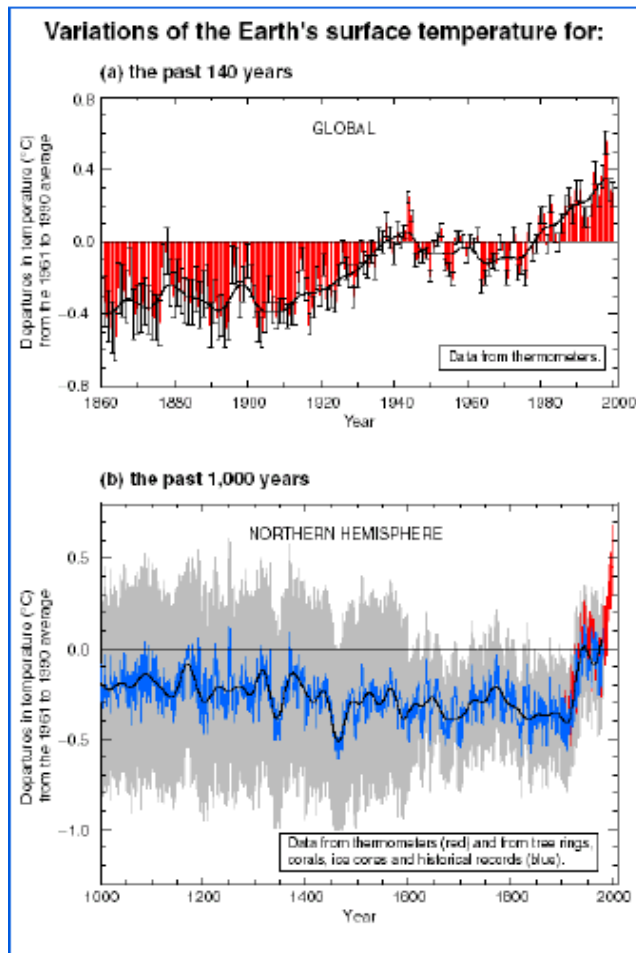 Variations of the Earth's surface temperature for:
(a) the past 140 years
Departures in temperature (°C)
from the 1961 to 1990 average
0.8
0.4
0.0
−0.4
−0.8
GLOBAL
Data from thermometers.
1860 1880 1900 1920 1940 1960 1980 2000
Year
(b) the past 1,000 years
Departures in temperature (°C)
from the 1961 to 1990 average
0.5
0.0
−0.5
−1.0
NORTHERN HEMISPHERE
Data from thermometers (red) and from tree rings,
corals, ice cores and historical records (blue).
1000 1200 1400 1600 1800 2000
Year